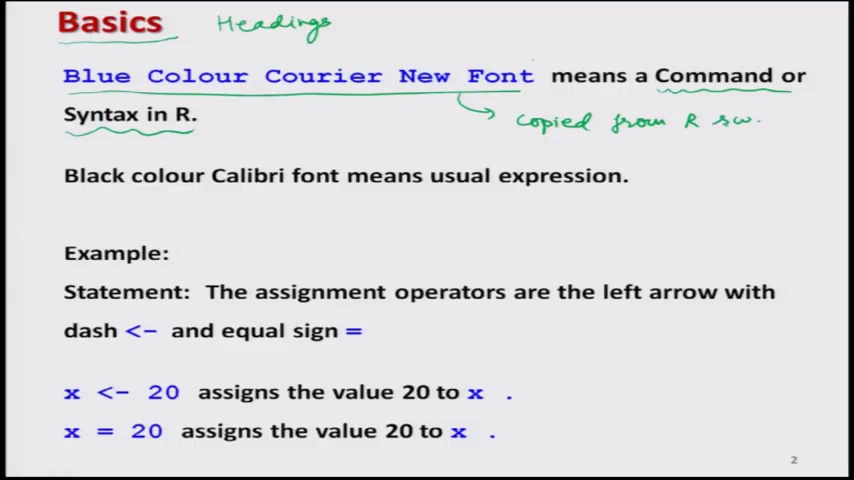 Basics Headings
Blue Colour Courier New Font means a Command or
Syntax in R.
copied from R sw.
Black colour Calibri font means usual expression.
Example:
Statement: The assignment operators are the left arrow with
dash <- and equal sign =
x <- 20 assigns the value 20 to x .
x = 20 assigns the value 20 to x .
2